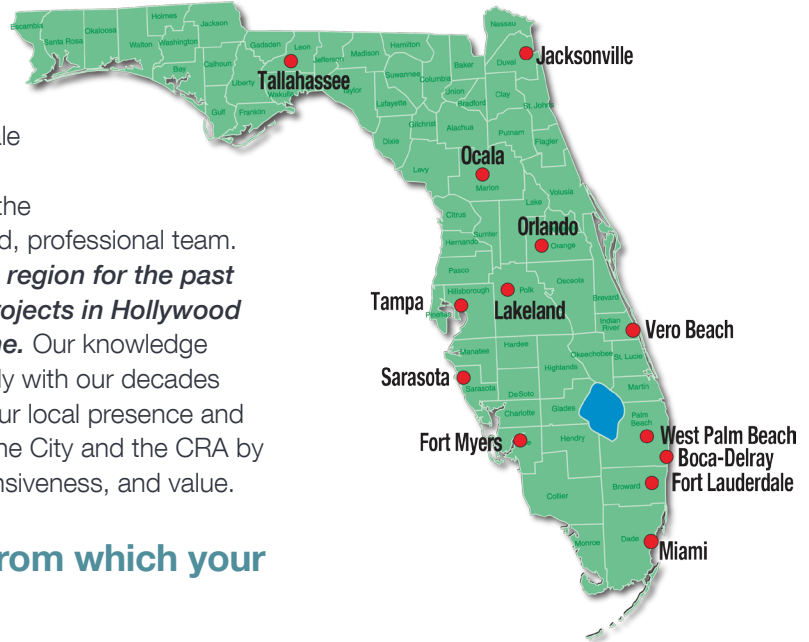 ale
the
d, professional team.
region for the past
rojects in Hollywood
ne. Our knowledge
ly with our decades
ur local presence and
he City and the CRA by
nsiveness, and value.
from which your
Escambia
Santa Rosa
Okaloosa
Walton
Holmes
Washington
Jackson
Bay
Calhoun
Gulf
Liberty
Gadsden
Franklin
Leon
Wakulla
Jefferson
Madison
Taylor
Hamilton
Suwannee
Lafayette
Columbia
Dixie
Gilchrist
Baker
Union
Bradford
Nassau
Duval
Clay
St. Johns
Alachua
Putnam
Flagler
Levy
Marion
Volusia
Citrus
Sumter
Lake
Hernando
Orange
Pasco
Hillsborough
Pinellas
Polk
Osceola
Brevard
Indian
River
Manatee
Hardee
Highlands
Okeechobee
St. Lucie
Sarasota
DeSoto
Martin
Charlotte
Glades
Palm
Beach
Hendry
Collier
Broward
Monroe
Dade
Tallahassee
Jacksonville
Ocala
Orlando
Tampa
Lakeland
Vero Beach
Sarasota
Fort Myers
West Palm Beach
Boca-Delray
Fort Lauderdale
Miami